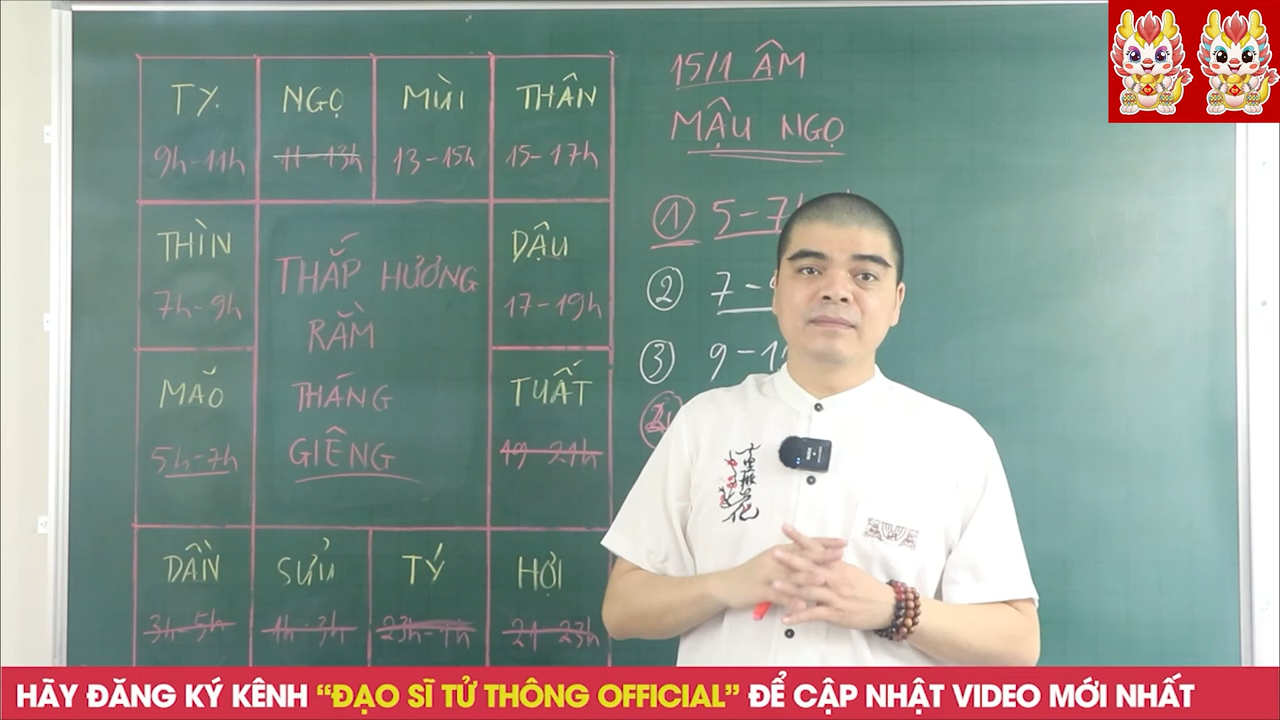 TỴ
NGỌ
MÙI
THÂN
9h-11h
11-13h
13-15h
15-17h
THÌN
DẬU
7h-9h
17-19h
THẮP HƯƠNG
RẰM
THÁNG
GIÊNG
MÃO
TUẤT
5h-7h
19-21h
DẦN
SỬU
TÝ
HỢI
3h-5h
1h-3h
23h-1h
21-23h
15/1 ÂM
MẬU NGỌ
① 5-7h
② 7-
③ 9-
HÃY ĐĂNG KÝ KÊNH “ĐẠO SĨ TỬ THÔNG OFFICIAL” ĐỂ CẬP NHẬT VIDEO MỚI NHẤT